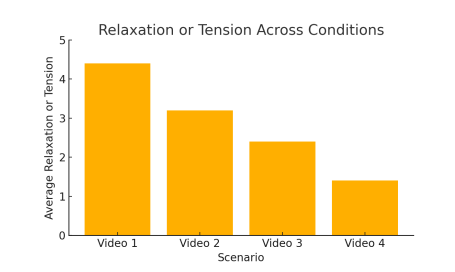 Relaxation or Tension Across Conditions
Average Relaxation or Tension
5
4
3
2
1
0
Video 1 Video 2 Video 3 Video 4
Scenario